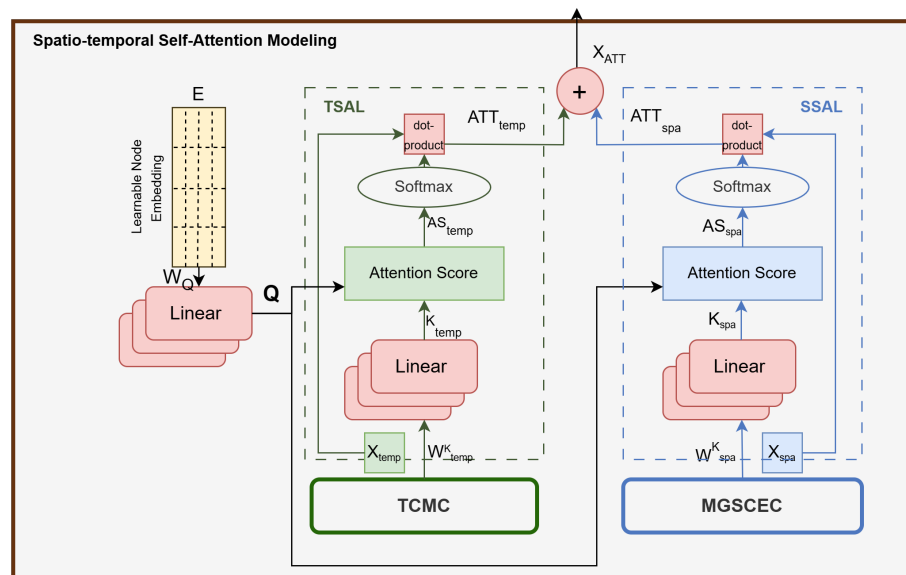 Spatio-temporal Self-Attention Modeling
X_ATT
E
TSAL
+
SSAL
ATT_temp
ATT_spa
dot-
product
dot-
product
Learnable Node
Embedding
Softmax
Softmax
AS_temp
AS_spa
W_Q
Q
Attention Score
Attention Score
Linear
K_temp
K_spa
Linear
Linear
X_temp
W^K_temp
W^K_spa
X_spa
TCMC
MGSCEC